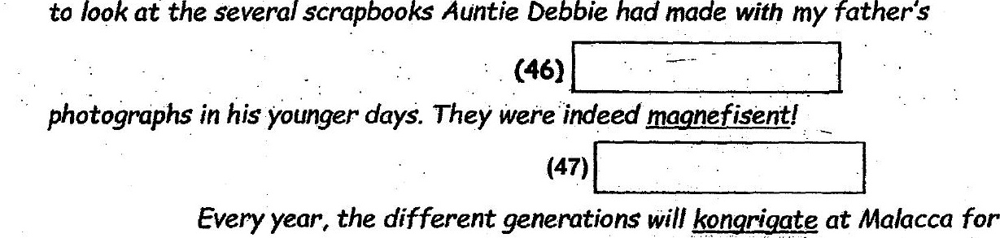 to look at the several scrapbooks Auntie Debbie had made with my father's
(46)
photographs in his younger days. They were indeed magnefisent!
(47)
Every year, the different generations will kongrigate at Malacca for